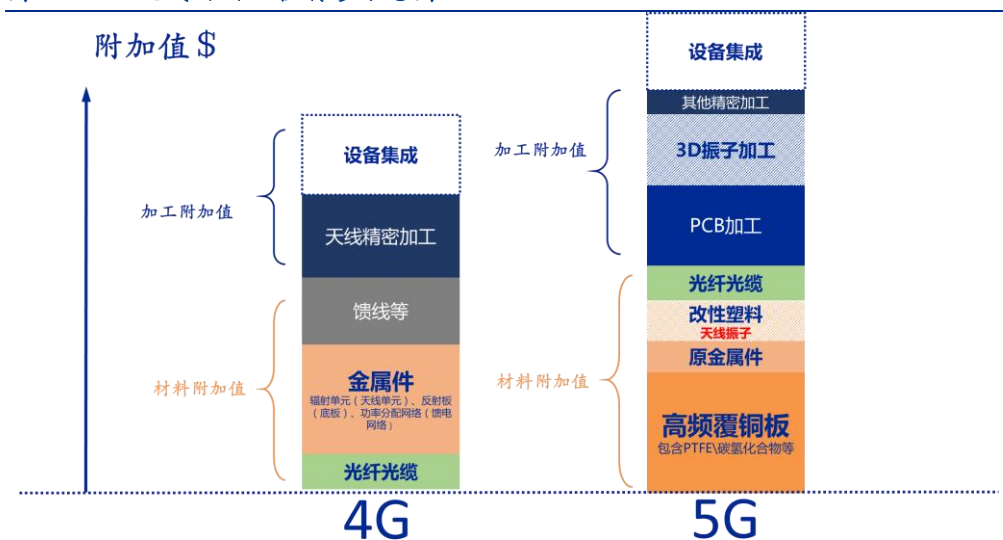 附加值$
设备集成
其他精密加工
加工附加值
3D振子加工
设备集成
加工附加值
PCB加工
天线精密加工
光纤光缆
馈线等
改性塑料
天线振子
原金属件
材料附加值
材料附加值
金属件
辐射单元(天线单元)、反射板
(底板)、功率分配网络(馈电
网络)
高频覆铜板
包含PTFE\碳氢化合物等
光纤光缆
4G
5G